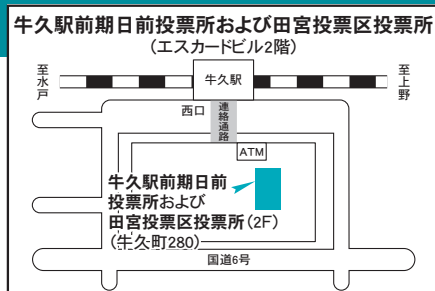 牛久駅前期日前投票所および田宮投票区投票所
(エスカードビル2階)
至水戸
牛久駅
至上野
西口
連絡通路
ATM
牛久駅前期日前
投票所および
田宮投票区投票所(2F)
(牛久町280)
国道6号